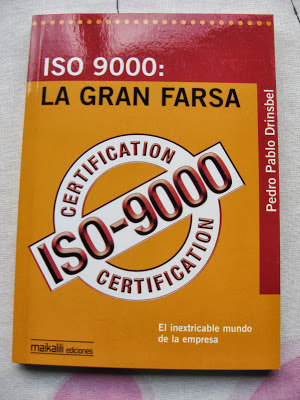 ISO 9000:
LA GRAN FARSA
Pedro Pablo Drinsbel
CERTIFICATION
ISO-9000
CERTIFICATION
El inextricable mundo
de la empresa
maikalili ediciones